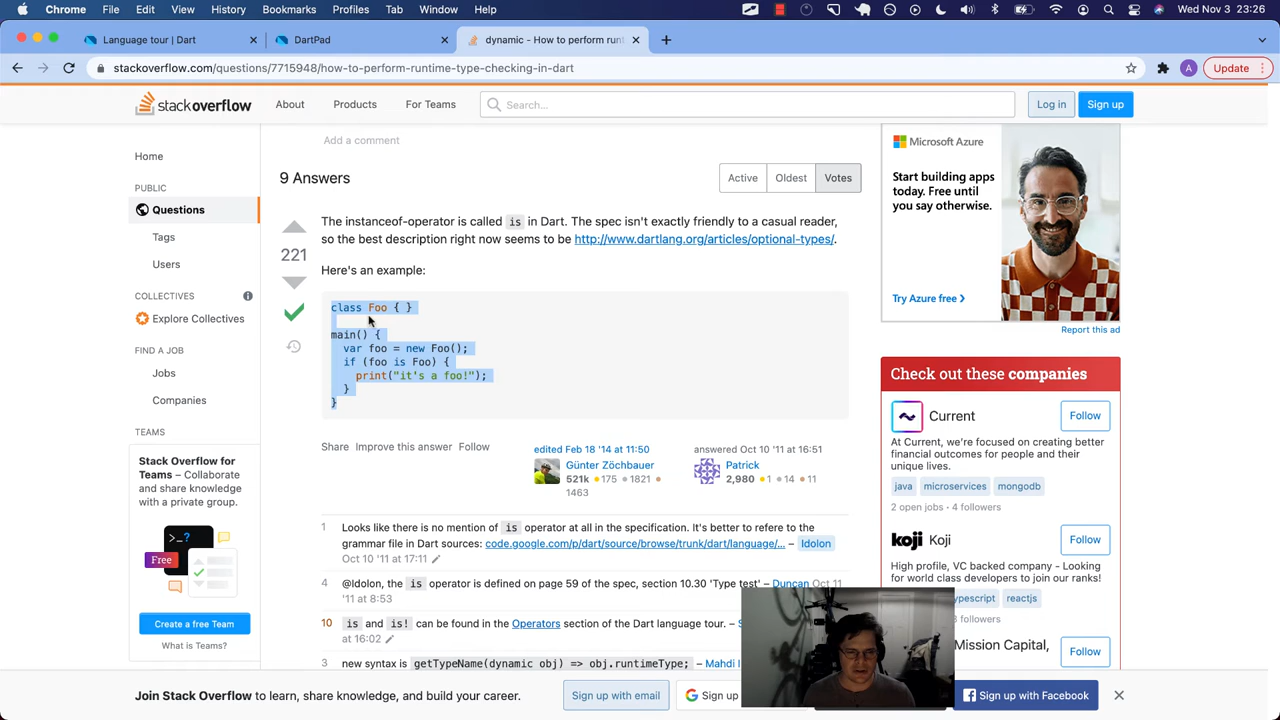 Chrome File Edit View History Bookmarks Profiles Tab Window Help
Wed Nov 3 23:26
Language tour | Dart
DartPad
dynamic - How to perform runt
stackoverflow.com/questions/7715948/how-to-perform-runtime-type-checking-in-dart
A
Update
stack overflow
About
Products
For Teams
Search...
Log in
Sign up
Home
PUBLIC
Questions
Tags
Users
COLLECTIVES
Explore Collectives
FIND A JOB
Jobs
Companies
TEAMS
Stack Overflow for
Teams – Collaborate
and share knowledge
with a private group.
>_?
Free
Create a free Team
What is Teams?
Add a comment
9 Answers
Active
Oldest
Votes
221
The instanceof-operator is called is in Dart. The spec isn't exactly friendly to a casual reader,
so the best description right now seems to be http://www.dartlang.org/articles/optional-types/.
Here's an example:
class Foo { }
main() {
var foo = new Foo();
if (foo is Foo) {
print("it's a foo!");
}
}
Share Improve this answer Follow
edited Feb 18 '14 at 11:50
Günter Zöchbauer
521k 175 1821
1463
answered Oct 10 '11 at 16:51
Patrick
2,980 1 14 11
1 Looks like there is no mention of is operator at all in the specification. It's better to refere to the
grammar file in Dart sources: code.google.com/p/dart/source/browse/trunk/dart/language/... – Idolon
Oct 10 '11 at 17:11
4 @Idolon, the is operator is defined on page 59 of the spec, section 10.30 'Type test' – Duncan Oct 11
'11 at 8:53
10 is and is! can be found in the Operators section of the Dart language tour. –
at 16:02
3 new syntax is getTypeName(dynamic obj) => obj.runtimeType; – Mahdi
Microsoft Azure
Start building apps
today. Free until
you say otherwise.
Try Azure free
Report this ad
Check out these companies
Current
Follow
At Current, we're focused on creating better
financial outcomes for people and their
unique lives.
java microservices mongodb
2 open jobs · 4 followers
koji Koji
Follow
High profile, VC backed company - Looking
for world class developers to join our ranks!
ypescript reactjs
followers
Mission Capital,
Follow
Join Stack Overflow to learn, share knowledge, and build your career.
Sign up with email
G Sign up
Sign up with Facebook